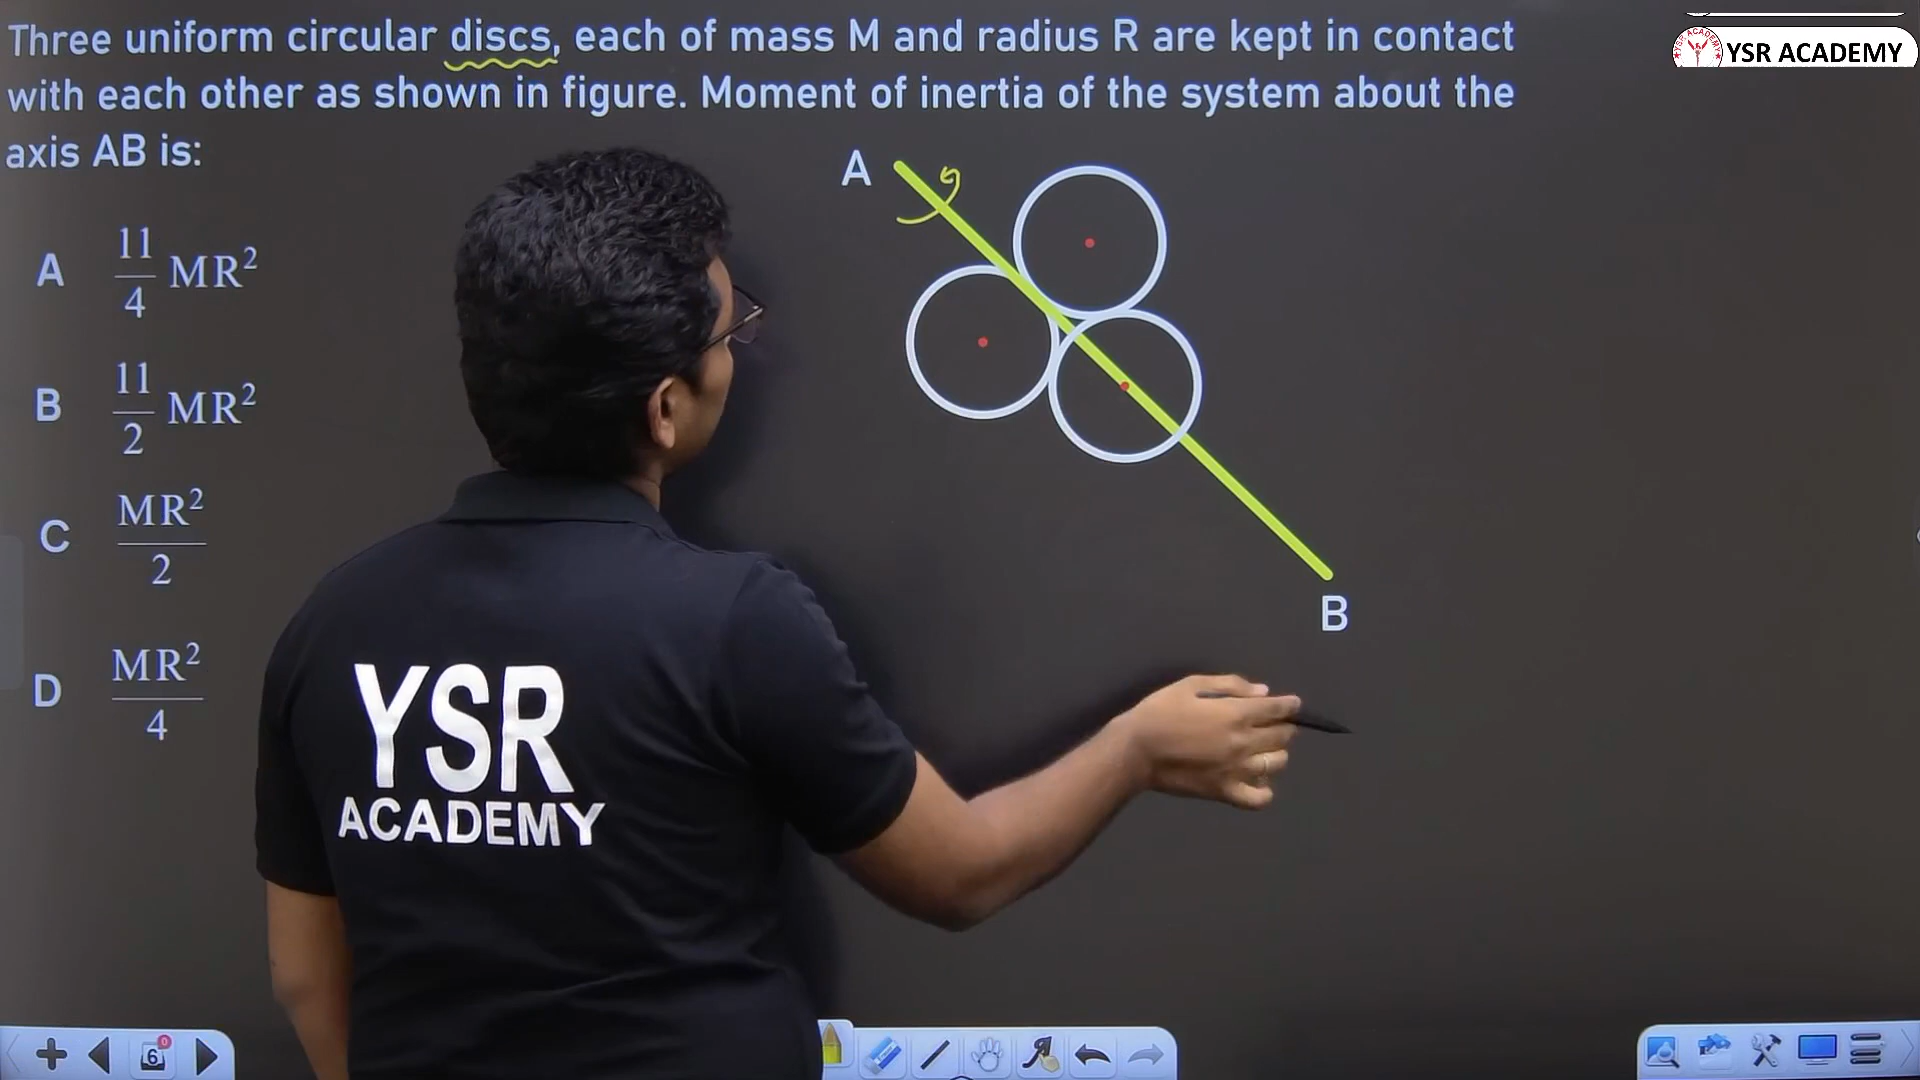 Three uniform circular discs, each of mass M and radius R are kept in contact
with each other as shown in figure. Moment of inertia of the system about the
axis AB is:
YSR ACADEMY
A 11/4 MR²
B 11/2 MR²
C MR²/2
D MR²/4
A
B
YSR
ACADEMY
6
0